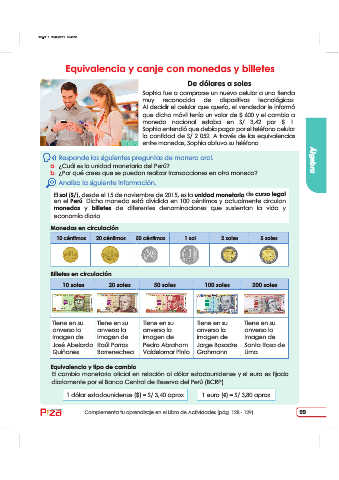 Equivalencia y canje con monedas y billetes
De dólares a soles
Sophia fue a comprarse un nuevo celular a una tienda
muy reconocida de dispositivos tecnológicos.
Al decidir el celular que quería, el vendedor le informó
que dicho móvil tenía un valor de $ 600 y el cambio a
moneda nacional estaba en S/ 3,42 por $ 1.
Sophia entendió que debía pagar por el teléfono celular
la cantidad de S/ 2 052. A través de las equivalencias
entre monedas, Sophia obtuvo su teléfono.
Responde las siguientes preguntas de manera oral.
a. ¿Cuál es la unidad monetaria del Perú?
b. ¿Por qué crees que se puedan realizar transacciones en otra moneda?
Analiza la siguiente información.
El sol (S/), desde el 15 de noviembre de 2015, es la unidad monetaria de curso legal
en el Perú. Dicha moneda está dividida en 100 céntimos y actualmente circulan
monedas y billetes de diferentes denominaciones que sustentan la vida y
economía diaria.
Monedas en circulación
10 céntimos 20 céntimos 50 céntimos 1 sol 2 soles 5 soles
Billetes en circulación
10 soles 20 soles 50 soles 100 soles 200 soles
Tiene en su Tiene en su Tiene en su Tiene en su Tiene en su
anverso la anverso la anverso la anverso la anverso la
imagen de imagen de imagen de imagen de imagen de
José Abelardo Raúl Porras Pedro Abraham Jorge Basadre Santa Rosa de
Quiñones Barrenechea Valdelomar Pinto Grohmann Lima
Equivalencia y tipo de cambio
El cambio monetario oficial en relación al dólar estadounidense y el euro es fijado
diariamente por el Banco Central de Reserva del Perú (BCRP)
1 dólar estadounidense ($) = S/ 3,40 aprox 1 euro (€) = S/ 3,80 aprox
Complementa tu aprendizaje en el Libro de Actividades (pág. 128 - 129)
Álgebra